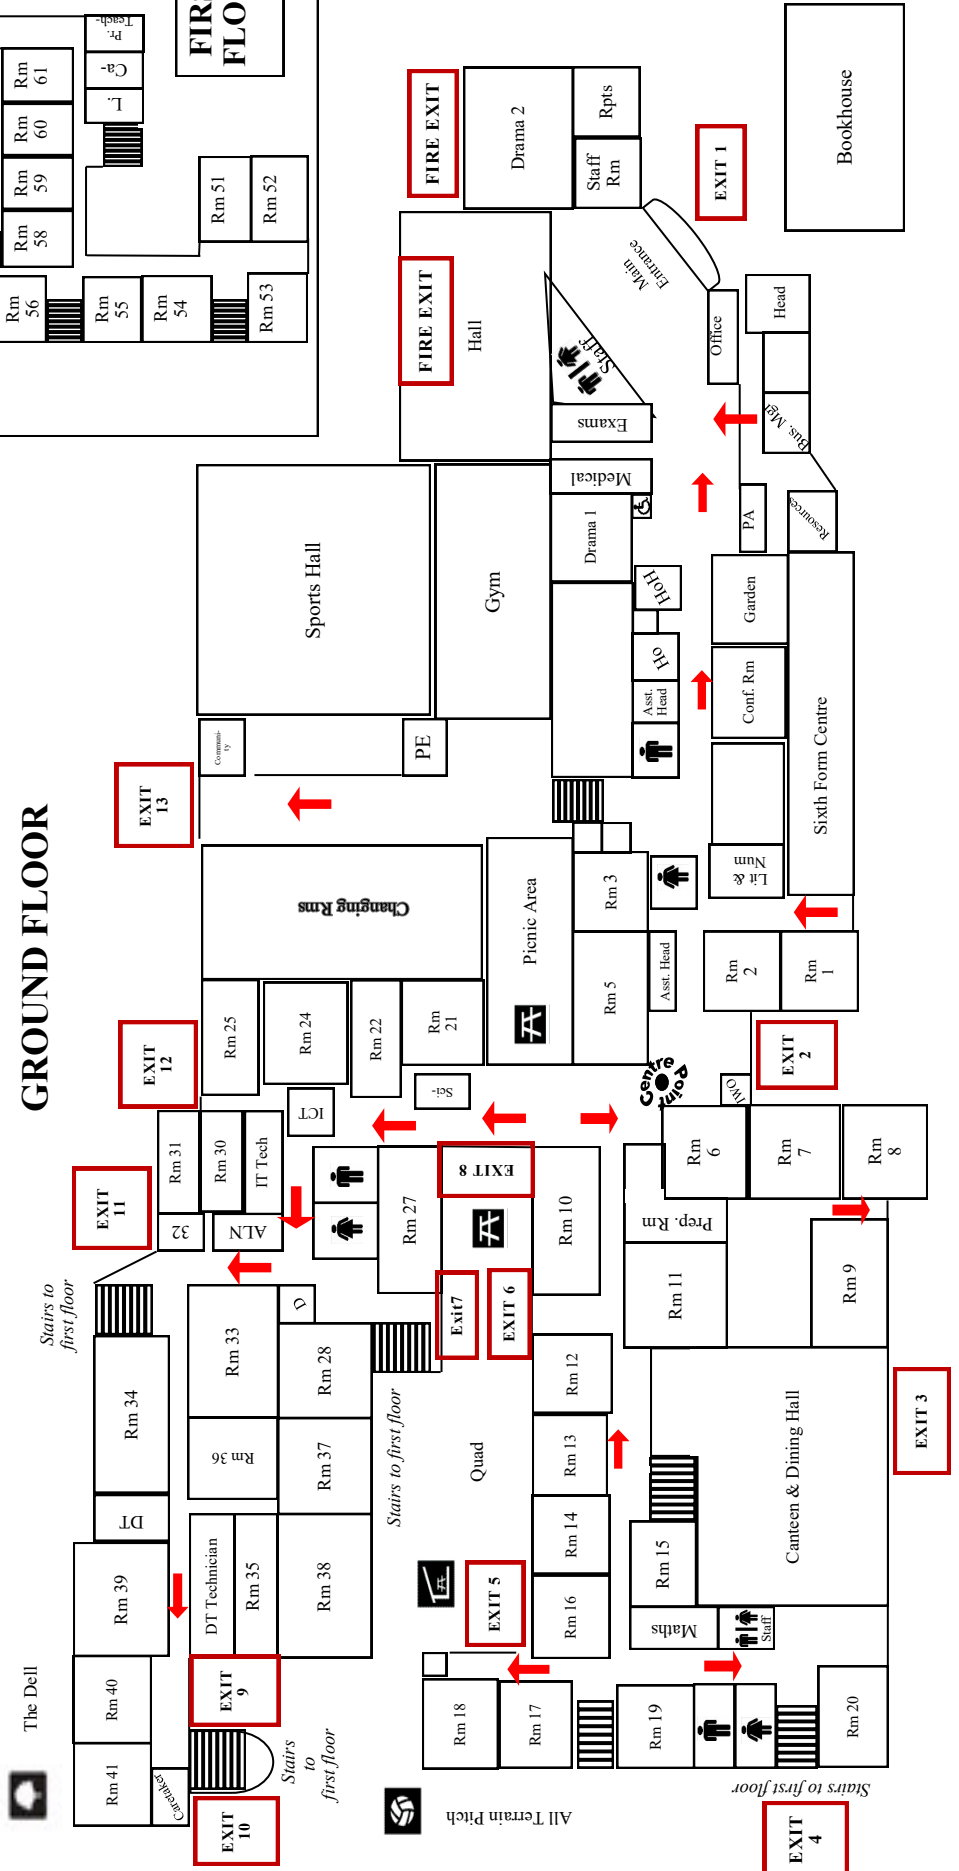 GROUND FLOOR
FIRS
FLO
Pr.
Teach-
Ca-
L.
Rm
61
Rm
60
Rm
59
Rm
58
Rm 51
Rm 52
Rm
56
Rm
55
Rm
54
Rm 53
FIRE EXIT
Drama 2
Rpts
Staff
Rm
EXIT 1
Bookhouse
FIRE EXIT
Hall
Main
Entrance
Staff
Office
Head
Exams
Bus. Mgr
Medical
Drama 1
PA
Resources
Sports Hall
Gym
HoH
Ho
Garden
Asst.
Head
Conf. Rm
Communi-
ty
PE
EXIT
13
Sixth Form Centre
Lit &
Num
Changing Rms
Picnic Area
Rm 3
Rm 5
Asst. Head
Rm
2
Rm
1
Rm 25
Rm 24
Rm 22
Rm
21
EXIT
12
EXIT
2
Sci-
Centre
Point
IWO
ICT
Rm 31
Rm 30
IT Tech
EXIT
11
32
ALN
EXIT 8
Rm 27
Rm 10
Rm
6
Rm
7
Rm
8
Prep. Rm
Rm 11
Rm 9
Stairs to
first floor
Exit7
EXIT 6
D
Rm 33
Rm 28
Rm 34
Rm 12
Rm 36
Rm 37
Stairs to first floor
Quad
Rm 13
Canteen & Dining Hall
EXIT 3
DT
Rm 39
DT Technician
Rm 35
Rm 38
Rm 14
Rm 15
EXIT 5
Rm 16
Maths
Staff
The Dell
Rm 40
EXIT
9
Rm 18
Rm 17
Rm 19
Rm 20
Rm 41
Caretaker
Stairs
to
first floor
EXIT
10
All Terrain Pitch
Stairs to first floor
EXIT
4